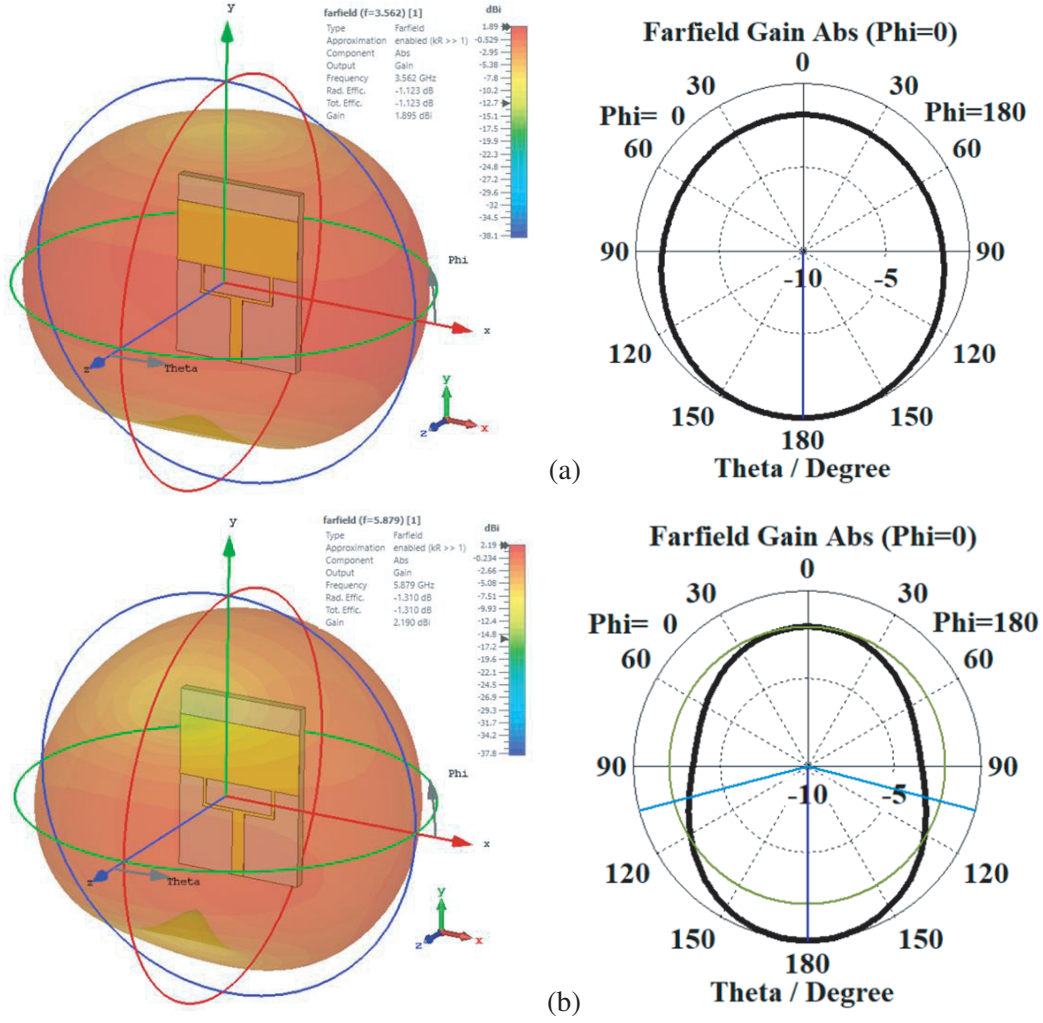 farfield (f=3.562) [1]
Type Farfield
Approximation enabled (kR >> 1)
Component Abs
Output Gain
Frequency 3.562 GHz
Rad. Effic. -1.123 dB
Tot. Effic. -1.123 dB
Gain 1.895 dBi
dBi
1.89
-0.529
-2.95
-5.38
-7.8
-10.2
-12.7
-15.1
-17.5
-19.9
-22.3
-24.8
-27.2
-29.6
-32
-34.5
-38.1
y
Phi
x
z
Theta
y
z
x
Farfield Gain Abs (Phi=0)
0
30 30
Phi= 0 Phi=180
60 60
90 -10 -5 90
120 120
150 150
180
Theta / Degree
(a)
farfield (f=5.879) [1]
Type Farfield
Approximation enabled (kR >> 1)
Component Abs
Output Gain
Frequency 5.879 GHz
Rad. Effic. -1.310 dB
Tot. Effic. -1.310 dB
Gain 2.190 dBi
dBi
2.19
-0.234
-2.66
-5.08
-7.51
-9.93
-12.4
-14.8
-17.2
-19.6
-22.1
-24.5
-26.9
-29.3
-31.7
-34.2
-37.8
y
Phi
x
z
Theta
y
z
x
Farfield Gain Abs (Phi=0)
0
30 30
Phi= 0 Phi=180
60 60
90 -10 -5 90
120 120
150 150
180
Theta / Degree
(b)